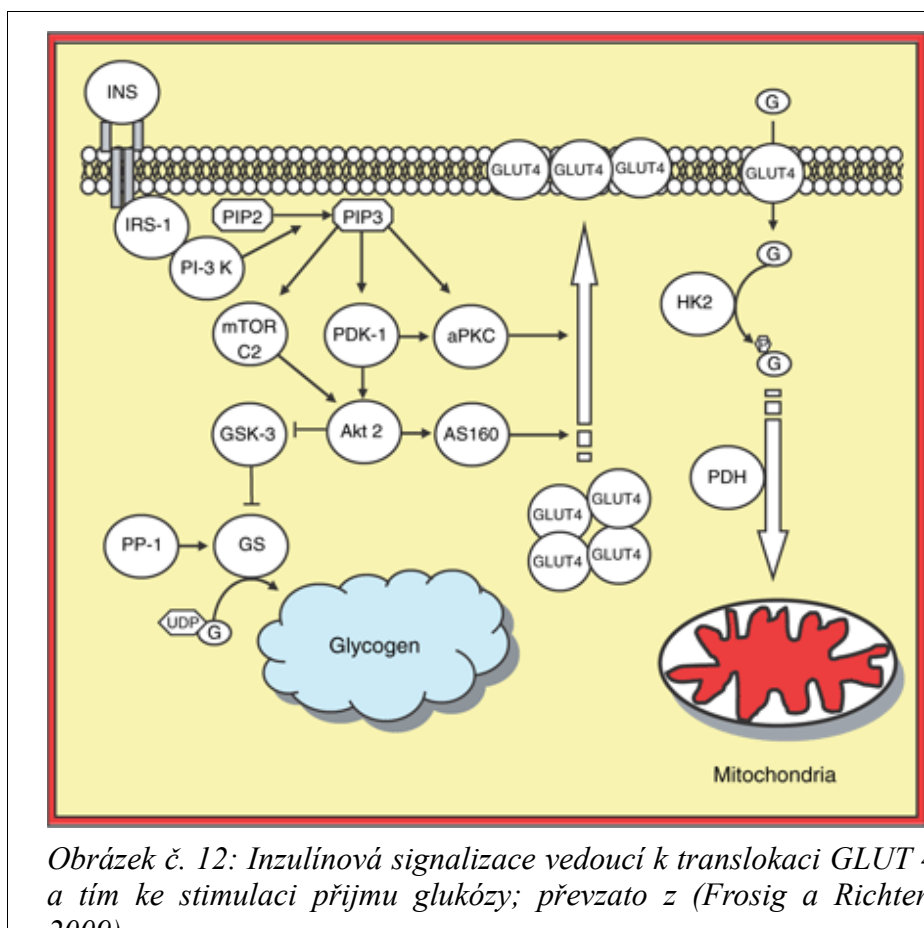 INS
G
GLUT4 GLUT4 GLUT4
GLUT4
IRS-1
PIP2
PIP3
PI-3 K
G
HK2
mTOR
C2
PDK-1
aPKC
P
G
GSK-3
Akt 2
AS160
PDH
GLUT4
GLUT4
GLUT4
GLUT4
PP-1
GS
UDP
G
Glycogen
Mitochondria
Obrázek č. 12: Inzulínová signalizace vedoucí k translokaci GLUT
a tím ke stimulaci přijmu glukózy; převzato z (Frosig a Richter
2009)